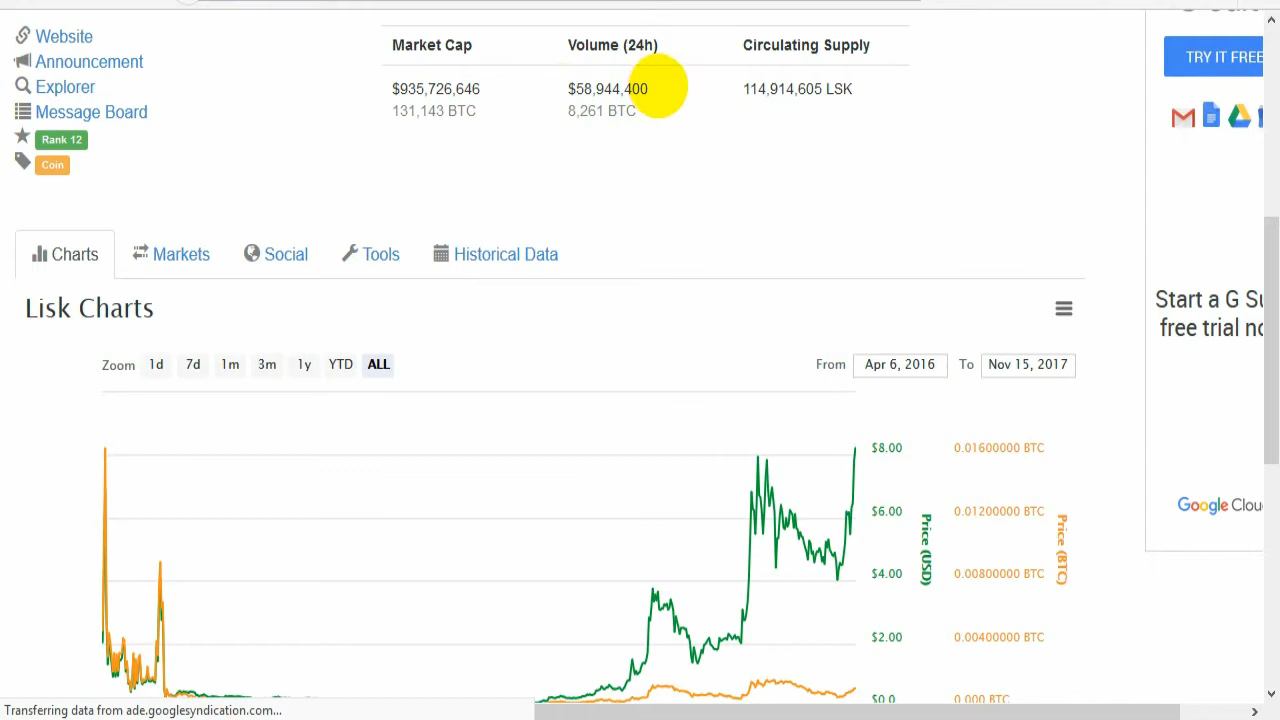 Website
Announcement
Explorer
Message Board
Rank 12
Coin
Market Cap Volume (24h) Circulating Supply
$935,726,646 $58,944,400 114,914,605 LSK
131,143 BTC 8,261 BTC
TRY IT FREE
Charts Markets Social Tools Historical Data
Lisk Charts
Start a G Su
free trial no
Zoom 1d 7d 1m 3m 1y YTD ALL From Apr 6, 2016 To Nov 15, 2017
$8.00 0.01600000 BTC
$6.00 0.01200000 BTC
$4.00 0.00800000 BTC
$2.00 0.00400000 BTC
$0.0 0.000 BTC
Price (USD)
Price (BTC)
Google Clou
Transferring data from ade.googlesyndication.com...